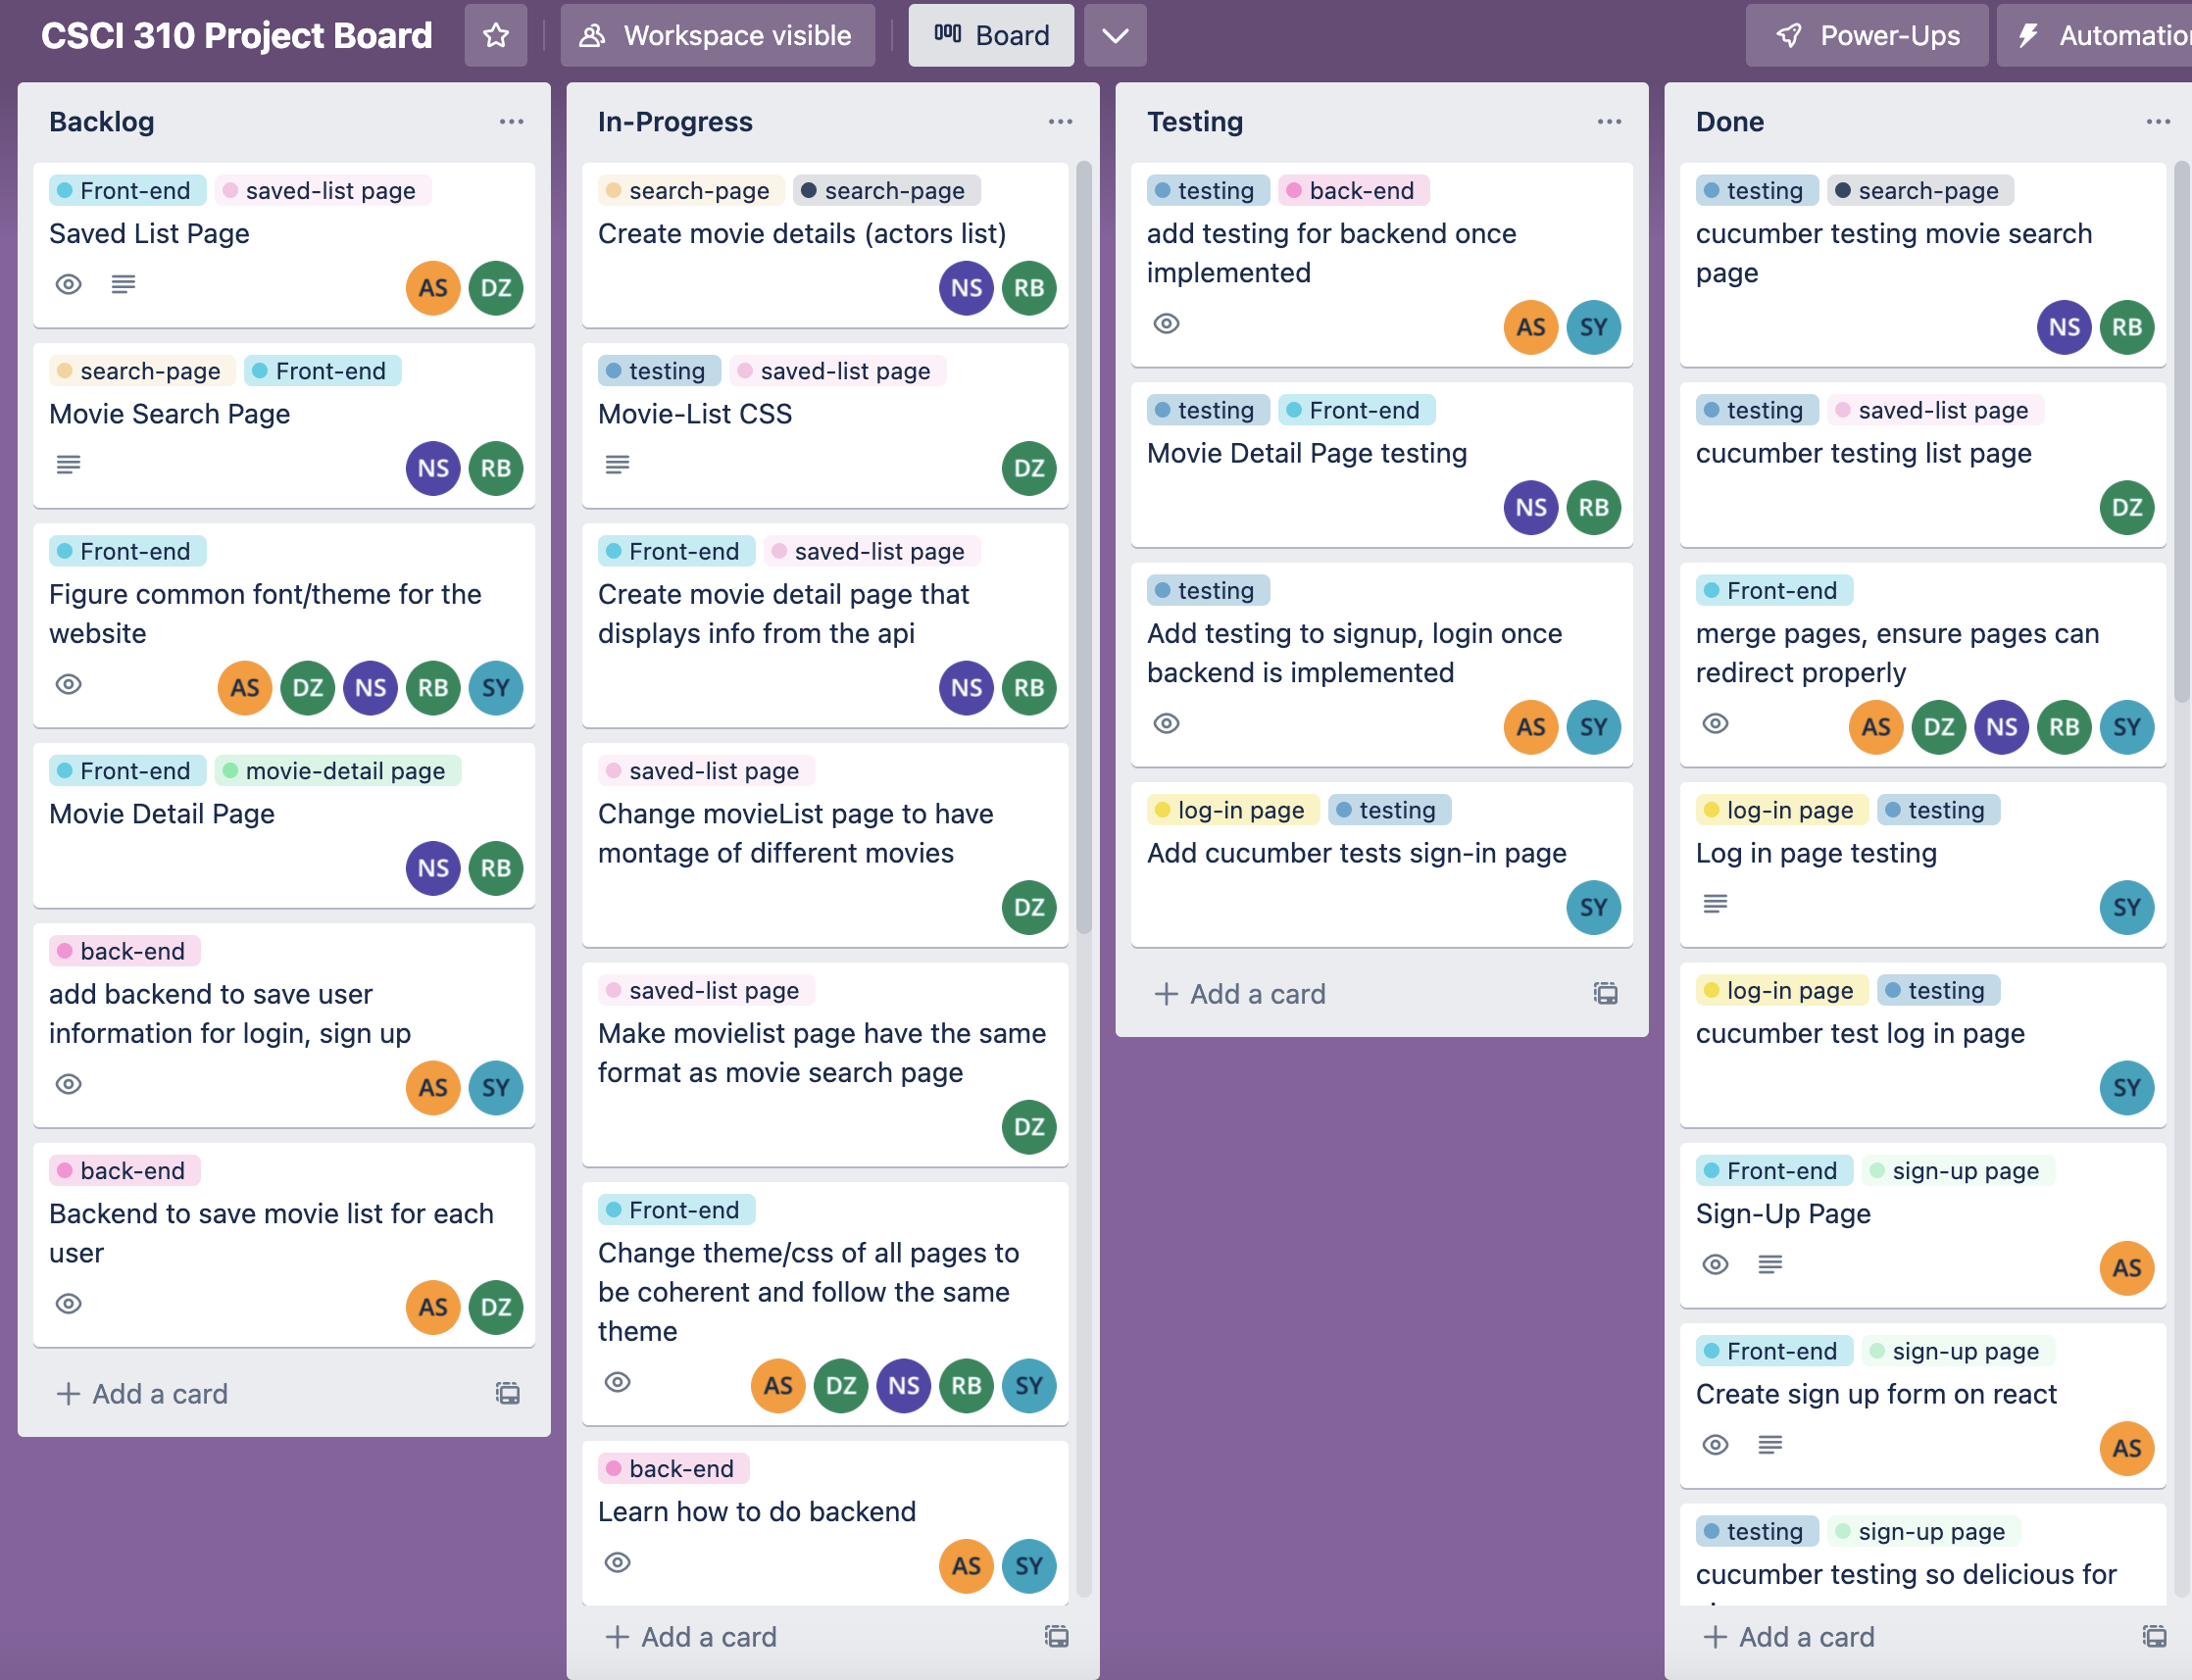 CSCI 310 Project Board
Workspace visible
Board
Power-Ups
Automation
Backlog
Front-end saved-list page
Saved List Page
AS DZ
search-page Front-end
Movie Search Page
NS RB
Front-end
Figure common font/theme for the
website
AS DZ NS RB SY
Front-end movie-detail page
Movie Detail Page
NS RB
back-end
add backend to save user
information for login, sign up
AS SY
back-end
Backend to save movie list for each
user
AS DZ
Add a card
In-Progress
search-page search-page
Create movie details (actors list)
NS RB
testing saved-list page
Movie-List CSS
DZ
Front-end saved-list page
Create movie detail page that
displays info from the api
NS RB
saved-list page
Change movieList page to have
montage of different movies
DZ
saved-list page
Make movielist page have the same
format as movie search page
DZ
Front-end
Change theme/css of all pages to
be coherent and follow the same
theme
AS DZ NS RB SY
back-end
Learn how to do backend
AS SY
Add a card
Testing
testing back-end
add testing for backend once
implemented
AS SY
testing Front-end
Movie Detail Page testing
NS RB
testing
Add testing to signup, login once
backend is implemented
AS SY
log-in page testing
Add cucumber tests sign-in page
SY
Add a card
Done
testing search-page
cucumber testing movie search
page
NS RB
testing saved-list page
cucumber testing list page
DZ
Front-end
merge pages, ensure pages can
redirect properly
AS DZ NS RB SY
log-in page testing
Log in page testing
SY
log-in page testing
cucumber test log in page
SY
Front-end sign-up page
Sign-Up Page
AS
Front-end sign-up page
Create sign up form on react
AS
testing sign-up page
cucumber testing so delicious for
Add a card